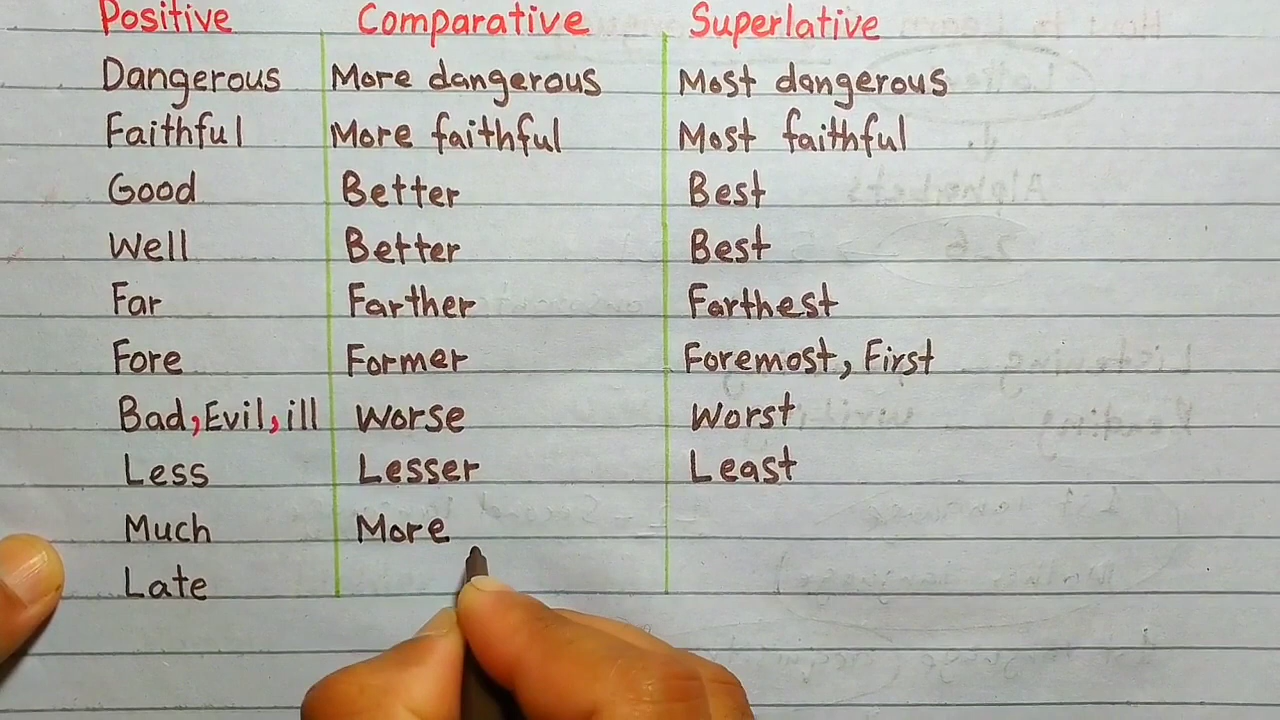 Positive Comparative Superlative
Dangerous More dangerous Most dangerous
Faithful More faithful Most faithful
Good Better Best
Well Better Best
Far Farther Farthest
Fore Former Foremost, First
Bad,Evil,ill Worse Worst
Less Lesser Least
Much More
Late